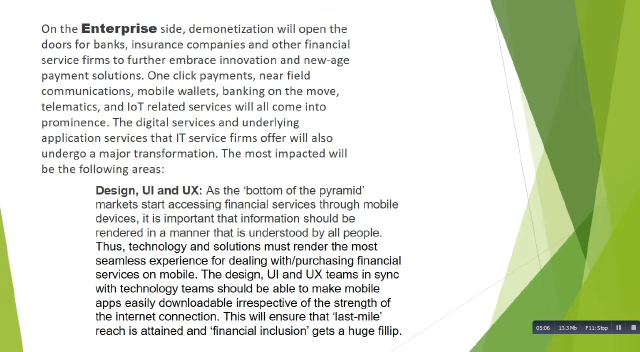 On the Enterprise side, demonetization will open the
doors for banks, insurance companies and other financial
service firms to further embrace innovation and new-age
payment solutions. One click payments, near field
communications, mobile wallets, banking on the move,
telematics, and IoT related services will all come into
prominence. The digital services and underlying
application services that IT service firms offer will also
undergo a major transformation. The most impacted will
be the following areas:
Design, UI and UX: As the ‘bottom of the pyramid’
markets start accessing financial services through mobile
devices, it is important that information should be
rendered in a manner that is understood by all people.
Thus, technology and solutions must render the most
seamless experience for dealing with/purchasing financial
services on mobile. The design, UI and UX teams in sync
with technology teams should be able to make mobile
apps easily downloadable irrespective of the strength of
the internet connection. This will ensure that ‘last-mile’
reach is attained and ‘financial inclusion’ gets a huge fillip.
05:06 13.3 Mb F11: Stop